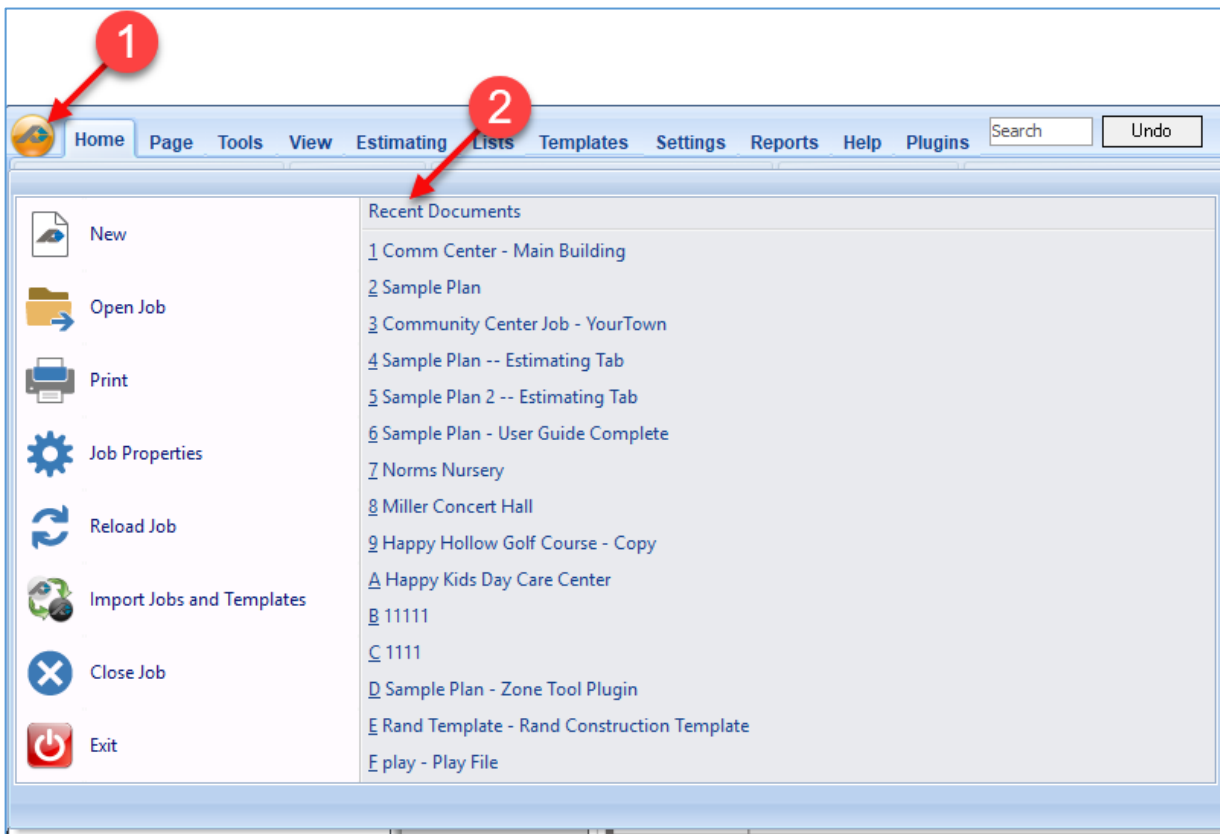 1
2
Home Page Tools View Estimating Lists Templates Settings Reports Help Plugins Search Undo
Recent Documents
New
1 Comm Center - Main Building
2 Sample Plan
Open Job
3 Community Center Job - YourTown
4 Sample Plan -- Estimating Tab
Print
5 Sample Plan 2 -- Estimating Tab
6 Sample Plan - User Guide Complete
Job Properties
7 Norms Nursery
8 Miller Concert Hall
Reload Job
9 Happy Hollow Golf Course - Copy
A Happy Kids Day Care Center
Import Jobs and Templates
B 11111
C 1111
Close Job
D Sample Plan - Zone Tool Plugin
E Rand Template - Rand Construction Template
Exit
F play - Play File